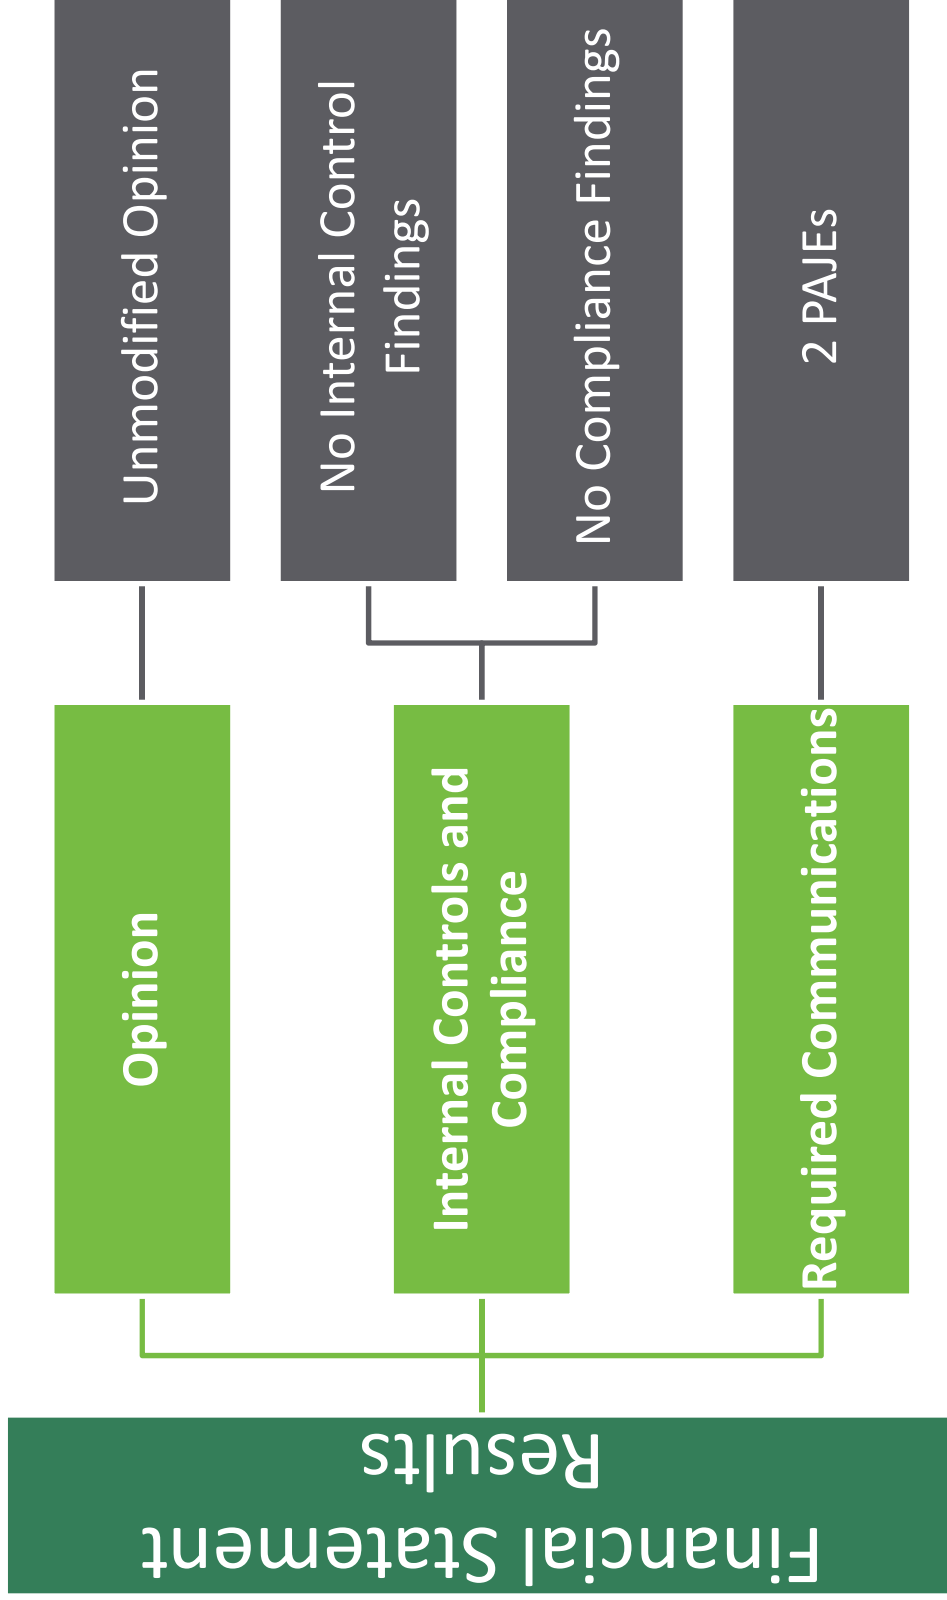 Financial Statement
Results
Opinion
Unmodified Opinion
Internal Controls and
Compliance
No Internal Control
Findings
No Compliance Findings
Required Communications
2 PAJEs